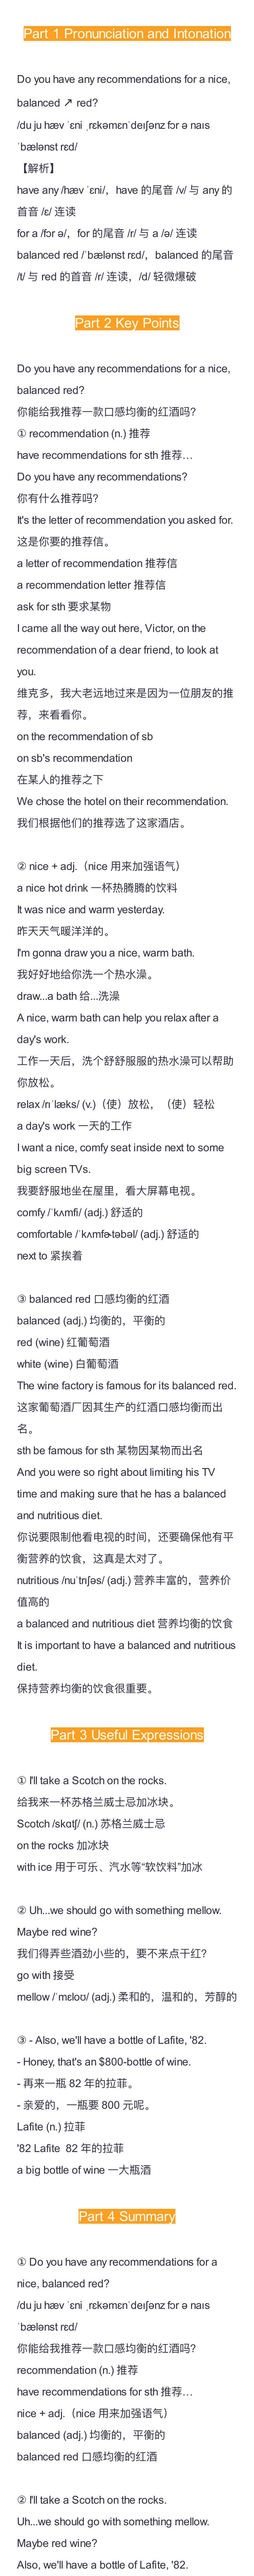 Part 1 Pronunciation and Intonation
Do you have any recommendations for a nice,
balanced ↗ red?
/du ju hæv ˈɛni ˌrɛkəmɛnˈdeɪʃənz fɔr ə naɪs
ˈbælənst rɛd/
【解析】
have any /hæv ˈɛni/，have 的尾音 /v/ 与 any 的
首音 /ɛ/ 连读
for a /fɔr ə/，for 的尾音 /r/ 与 a /ə/ 连读
balanced red /ˈbælənst rɛd/，balanced 的尾音
/t/ 与 red 的首音 /r/ 连读，/d/ 轻微爆破
Part 2 Key Points
Do you have any recommendations for a nice,
balanced red?
你能给我推荐一款口感均衡的红酒吗?
① recommendation (n.) 推荐
have recommendations for sth 推荐…
Do you have any recommendations?
你有什么推荐吗?
It's the letter of recommendation you asked for.
这是你要的推荐信。
a letter of recommendation 推荐信
a recommendation letter 推荐信
ask for sth 要求某物
I came all the way out here, Victor, on the
recommendation of a dear friend, to look at
you.
维克多，我大老远地过来是因为一位朋友的推
荐，来看看你。
on the recommendation of sb
on sb's recommendation
在某人的推荐之下
We chose the hotel on their recommendation.
我们根据他们的推荐选了这家酒店。
② nice + adj.（nice 用来加强语气）
a nice hot drink 一杯热腾腾的饮料
It was nice and warm yesterday.
昨天天气暖洋洋的。
I'm gonna draw you a nice, warm bath.
我好好地给你洗一个热水澡。
draw...a bath 给...洗澡
A nice, warm bath can help you relax after a
day's work.
工作一天后，洗个舒舒服服的热水澡可以帮助
你放松。
relax /rɪˈlæks/ (v.)（使）放松，（使）轻松
a day's work 一天的工作
I want a nice, comfy seat inside next to some
big screen TVs.
我要舒服地坐在屋里，看大屏幕电视。
comfy /ˈkʌmfi/ (adj.) 舒适的
comfortable /ˈkʌmfɚtəbəl/ (adj.) 舒适的
next to 紧挨着
③ balanced red 口感均衡的红酒
balanced (adj.) 均衡的，平衡的
red (wine) 红葡萄酒
white (wine) 白葡萄酒
The wine factory is famous for its balanced red.
这家葡萄酒厂因其生产的红酒口感均衡而出
名。
sth be famous for sth 某物因某物而出名
And you were so right about limiting his TV
time and making sure that he has a balanced
and nutritious diet.
你说要限制他看电视的时间，还要确保他有平
衡营养的饮食，这真是太对了。
nutritious /nuˈtrɪʃəs/ (adj.) 营养丰富的，营养价
值高的
a balanced and nutritious diet 营养均衡的饮食
It is important to have a balanced and nutritious
diet.
保持营养均衡的饮食很重要。
Part 3 Useful Expressions
① I'll take a Scotch on the rocks.
给我来一杯苏格兰威士忌加冰块。
Scotch /skɑtʃ/ (n.) 苏格兰威士忌
on the rocks 加冰块
with ice 用于可乐、汽水等“软饮料”加冰
② Uh...we should go with something mellow.
Maybe red wine?
我们得弄些酒劲小些的，要不来点干红?
go with 接受
mellow /ˈmɛloʊ/ (adj.) 柔和的，温和的，芳醇的
③ - Also, we'll have a bottle of Lafite, '82.
- Honey, that's an $800-bottle of wine.
- 再来一瓶 82 年的拉菲。
- 亲爱的，一瓶要 800 元呢。
Lafite (n.) 拉菲
'82 Lafite 82 年的拉菲
a big bottle of wine 一大瓶酒
Part 4 Summary
① Do you have any recommendations for a
nice, balanced red?
/du ju hæv ˈɛni ˌrɛkəmɛnˈdeɪʃənz fɔr ə naɪs
ˈbælənst rɛd/
你能给我推荐一款口感均衡的红酒吗?
recommendation (n.) 推荐
have recommendations for sth 推荐…
nice + adj.（nice 用来加强语气）
balanced (adj.) 均衡的，平衡的
balanced red 口感均衡的红酒
② I'll take a Scotch on the rocks.
Uh...we should go with something mellow.
Maybe red wine?
Also, we'll have a bottle of Lafite, '82.